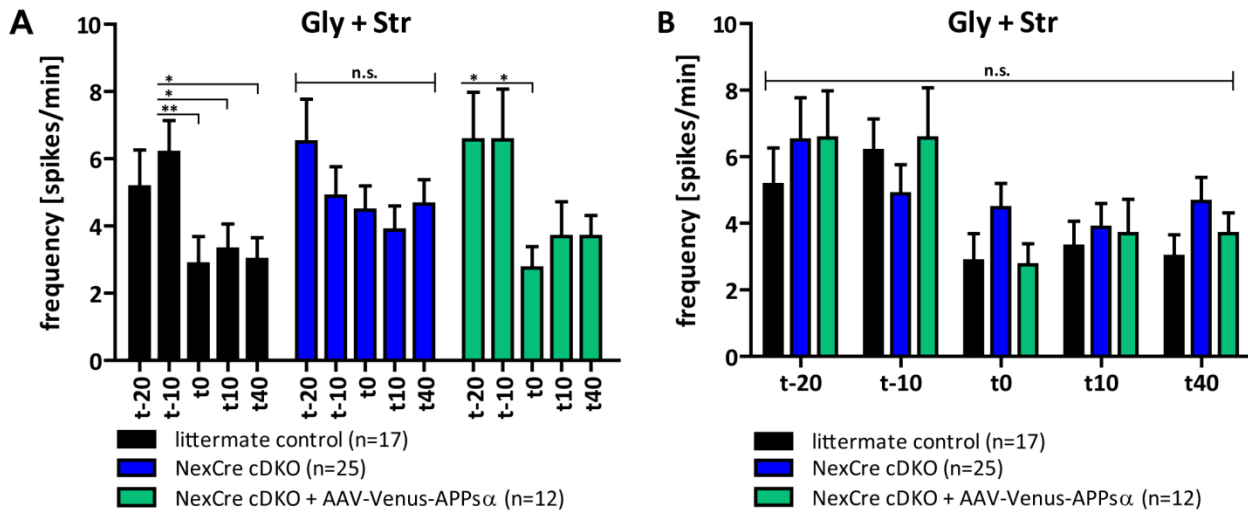 A
Gly + Str
frequency [spikes/min]
10
8
6
4
2
0
*
*
**
n.s.
* *
t-20 t-10 t0 t10 t40 t-20 t-10 t0 t10 t40 t-20 t-10 t0 t10 t40
littermate control (n=17)
NexCre cDKO (n=25)
NexCre cDKO + AAV-Venus-APPsα (n=12)
B
Gly + Str
frequency [spikes/min]
10
8
6
4
2
0
n.s.
t-20 t-10 t0 t10 t40
littermate control (n=17)
NexCre cDKO (n=25)
NexCre cDKO + AAV-Venus-APPsα (n=12)